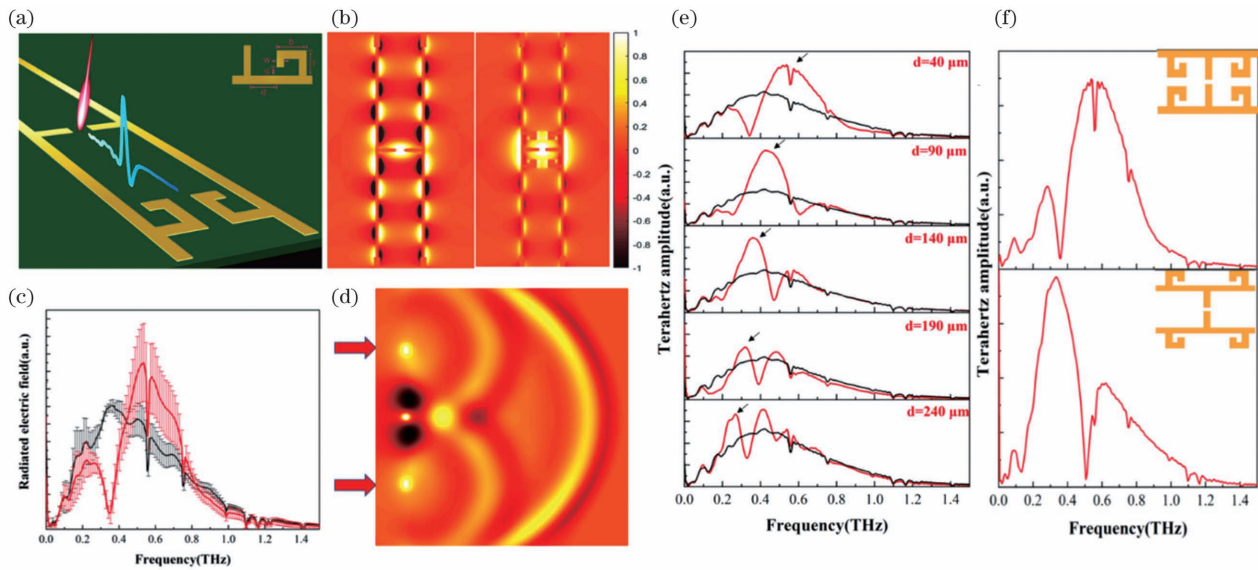 (a)
(b)
1
0.8
0.6
0.4
0.2
0
-0.2
-0.4
-0.6
-0.8
-1
(c)
Radiated electric field(a.u.)
0.0 0.2 0.4 0.6 0.8 1.0 1.2 1.4
Frequency(THz)
(d)
(e)
Terahertz amplitude(a.u.)
d=40 μm
d=90 μm
d=140 μm
d=190 μm
d=240 μm
0.0 0.2 0.4 0.6 0.8 1.0 1.2 1.4
Frequency(THz)
(f)
Terahertz amplitude(a.u.)
0.0 0.2 0.4 0.6 0.8 1.0 1.2 1.4
Frequency(THz)